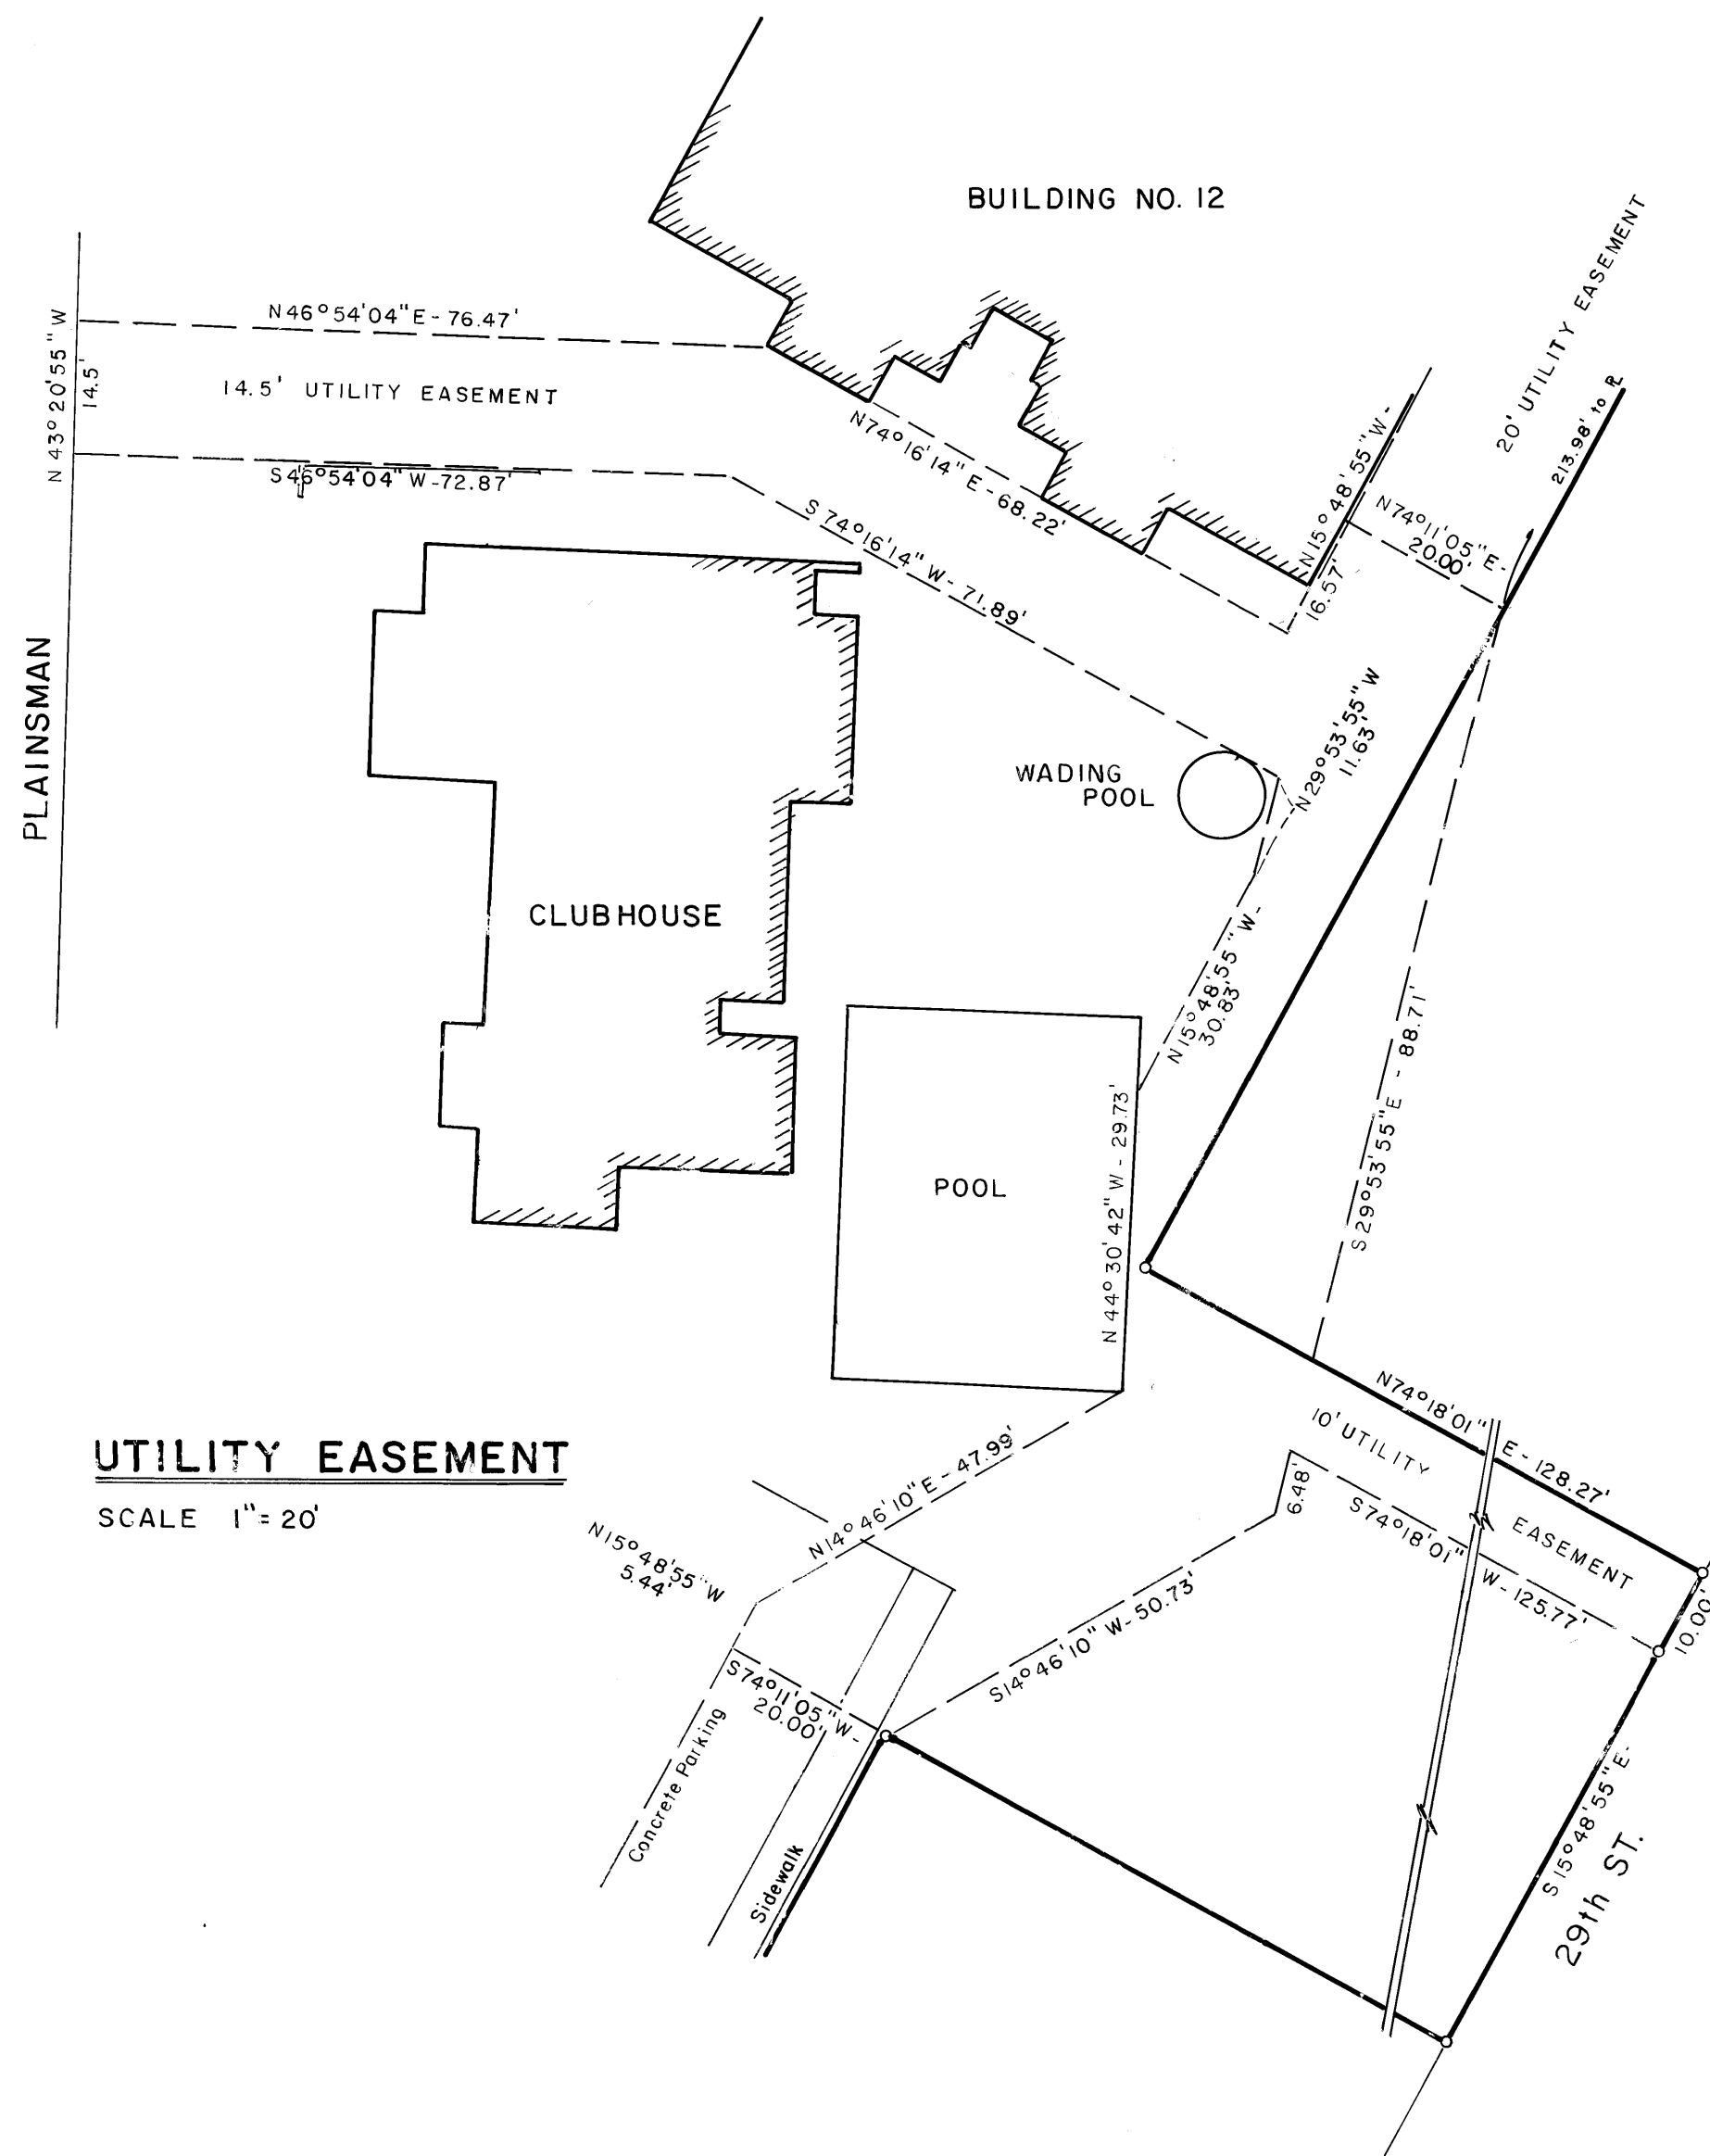 BUILDING NO. 12
20' UTILITY EASEMENT
213.98' to PL
N46°54'04"E - 76.47'
N 43°20'55" W
14.5'
14.5' UTILITY EASEMENT
S46°54'04" W -72.87'
N74°16'14" E - 68.22'
S 74°16'14" W - 71.89'
N15°48'55" W -
16.57'
N74°11'05"E -
20.00'
PLAINSMAN
WADING
POOL
N29°53'55" W
11.63'
CLUBHOUSE
N15°48'55" W -
30.83'
S29°53'55"E - 88.71'
POOL
N 44°30'42" W - 29.73'
UTILITY EASEMENT
SCALE 1"= 20'
N74°18'01" E - 128.27'
10' UTILITY EASEMENT
S74°18'01" W - 125.77'
6.48'
10.00'
N14°46'10"E - 47.99'
N15°48'55" W
5.44'
S14°46'10" W - 50.73'
S74°11'05"W -
20.00'
Concrete Parking
Sidewalk
S 15°48'55"E-
29th ST.